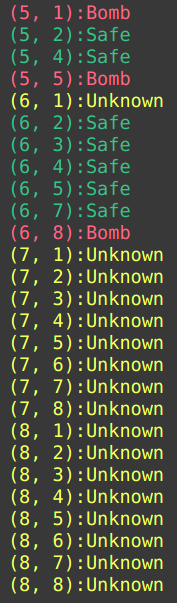 (5, 1):Bomb
(5, 2):Safe
(5, 4):Safe
(5, 5):Bomb
(6, 1):Unknown
(6, 2):Safe
(6, 3):Safe
(6, 4):Safe
(6, 5):Safe
(6, 7):Safe
(6, 8):Bomb
(7, 1):Unknown
(7, 2):Unknown
(7, 3):Unknown
(7, 4):Unknown
(7, 5):Unknown
(7, 6):Unknown
(7, 7):Unknown
(7, 8):Unknown
(8, 1):Unknown
(8, 2):Unknown
(8, 3):Unknown
(8, 4):Unknown
(8, 5):Unknown
(8, 6):Unknown
(8, 7):Unknown
(8, 8):Unknown